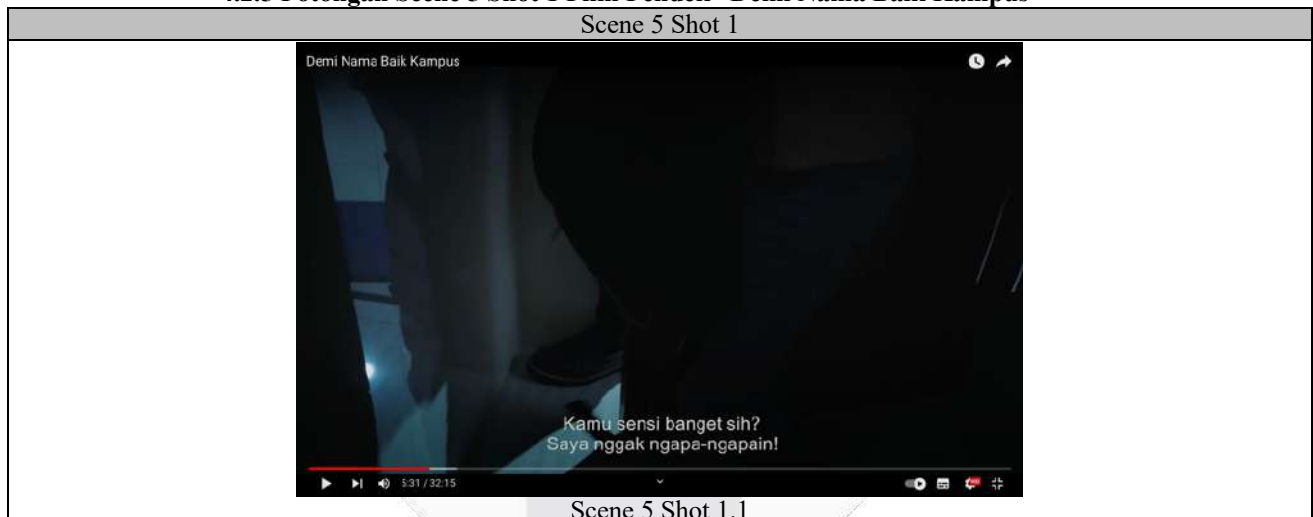 Scene 5 Shot 1
Demi Nama Baik Kampus
Kamu sensi banget sih?
Saya nggak ngapa-ngapain!
5:31 / 32:15
Scene 5 Shot 1.1